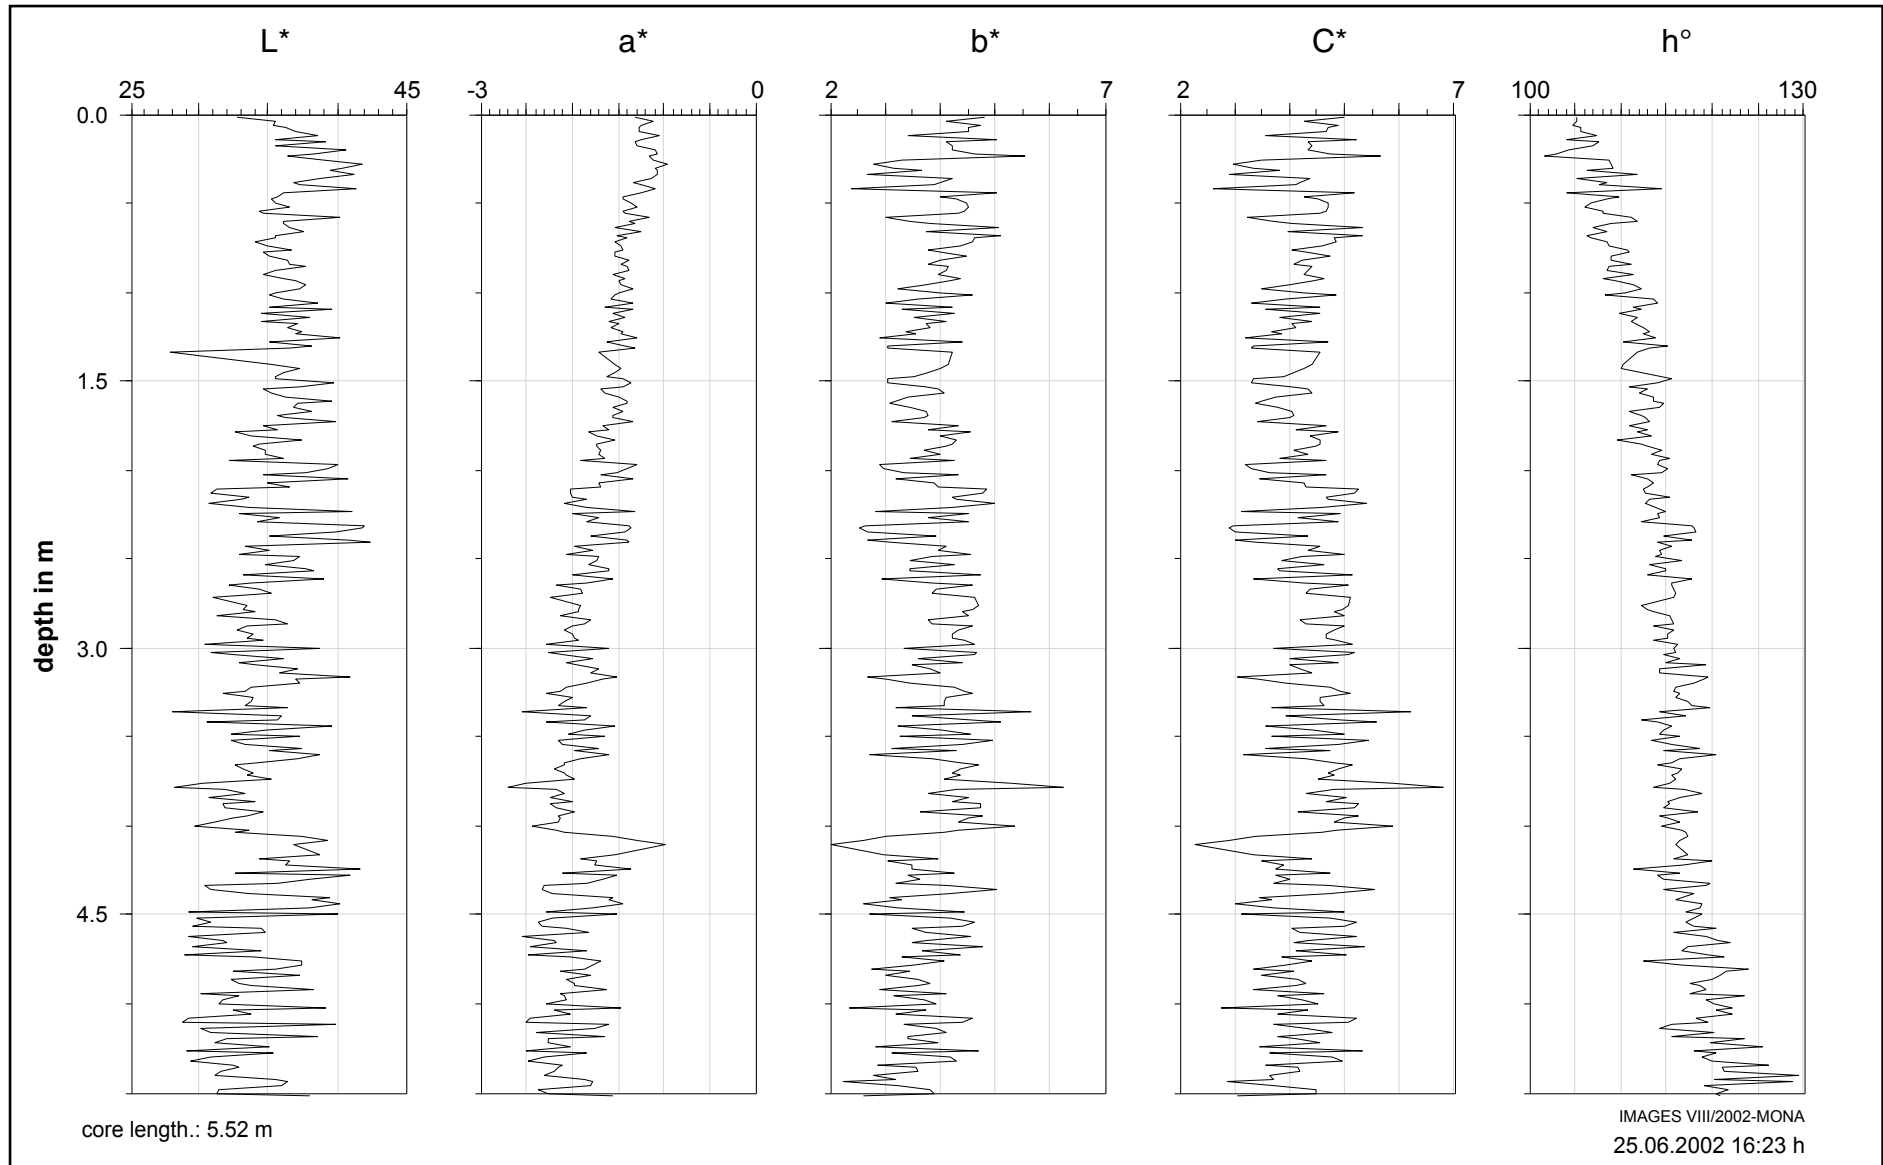 L* a* b* C* h°
25 45 -3 0 2 7 2 7 100 130
0.0
1.5
depth in m
3.0
4.5
core length.: 5.52 m
IMAGES VIII/2002-MONA
25.06.2002 16:23 h